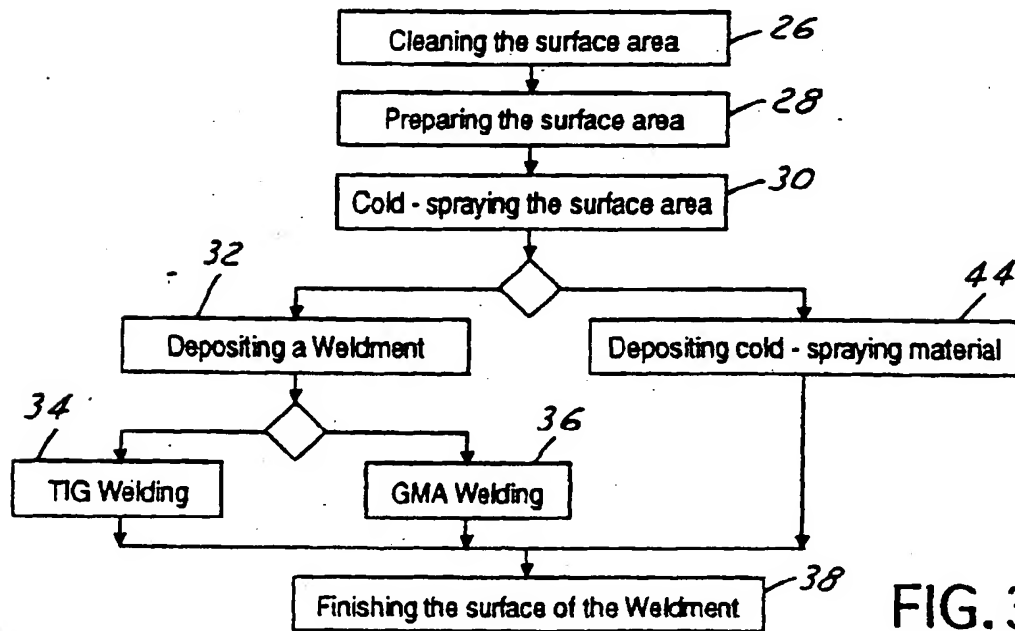 Cleaning the surface area
26
Preparing the surface area
28
Cold - spraying the surface area
30
32
44
Depositing a Weldment
Depositing cold - spraying material
34
36
TIG Welding
GMA Welding
Finishing the surface of the Weldment
38
FIG. 3